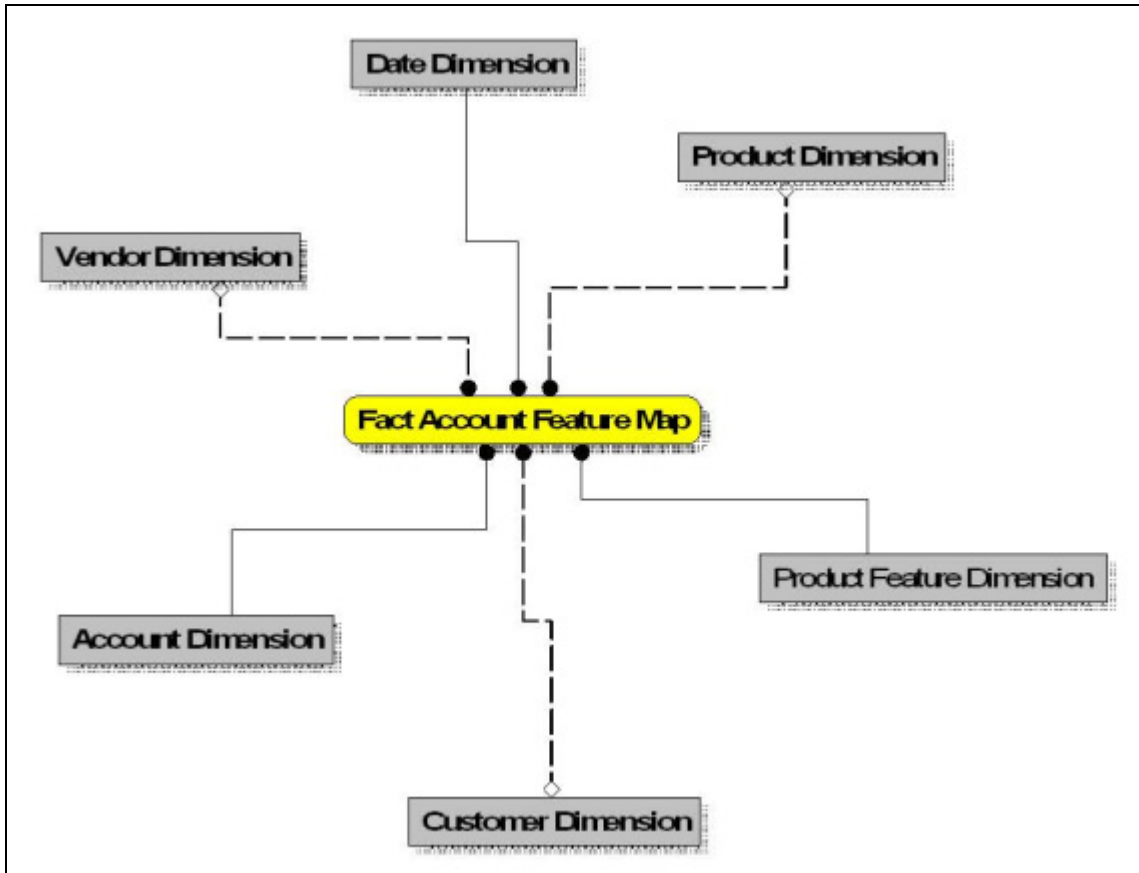 Date Dimension
Product Dimension
Vendor Dimension
Fact Account Feature Map
Product Feature Dimension
Account Dimension
Customer Dimension